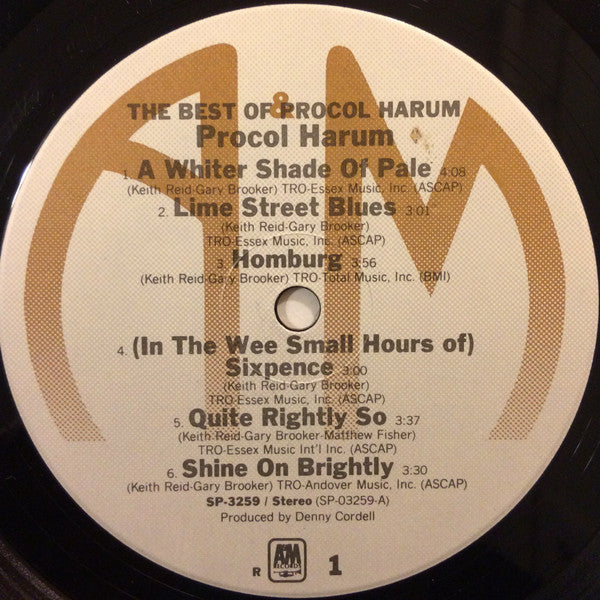 A&M
THE BEST OF PROCOL HARUM
Procol Harum
1. A Whiter Shade Of Pale 4:08
(Keith Reid-Gary Brooker) TRO-Essex Music, Inc. (ASCAP)
2. Lime Street Blues 3:01
(Keith Reid-Gary Brooker)
TRO-Essex Music, Inc. (ASCAP)
3. Homburg 3:56
(Keith Reid-Gary Brooker) TRO-Total Music, Inc. (BMI)
4. (In The Wee Small Hours of)
Sixpence 3:00
(Keith Reid-Gary Brooker)
TRO-Essex Music, Inc. (ASCAP)
5. Quite Rightly So 3:37
(Keith Reid-Gary Brooker-Matthew Fisher)
TRO-Essex Music Int'l Inc. (ASCAP)
6. Shine On Brightly 3:30
(Keith Reid-Gary Brooker) TRO-Andover Music, Inc. (ASCAP)
SP-3259 / Stereo (SP-03259-A)
Produced by Denny Cordell
R A&M RECORDS 1